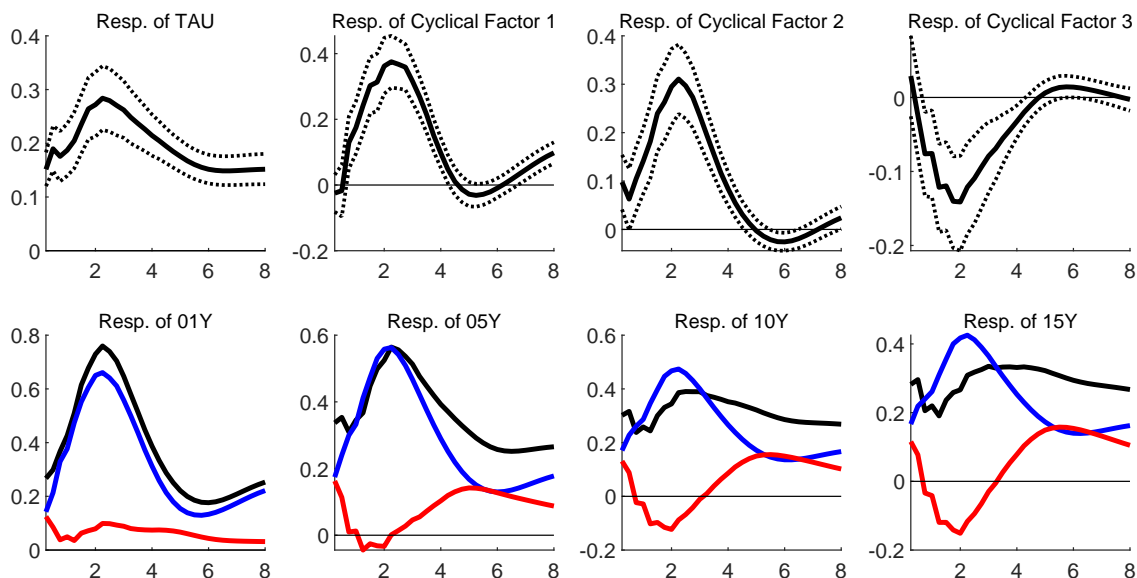 Resp. of TAU
0.4
0.3
0.2
0.1
0
2 4 6 8
Resp. of Cyclical Factor 1
0.4
0.2
0
-0.2
2 4 6 8
Resp. of Cyclical Factor 2
0.4
0.3
0.2
0.1
0
2 4 6 8
Resp. of Cyclical Factor 3
0
-0.1
-0.2
2 4 6 8
Resp. of 01Y
0.8
0.6
0.4
0.2
0
2 4 6 8
Resp. of 05Y
0.6
0.4
0.2
0
2 4 6 8
Resp. of 10Y
0.6
0.4
0.2
0
-0.2
2 4 6 8
Resp. of 15Y
0.4
0.2
0
-0.2
2 4 6 8